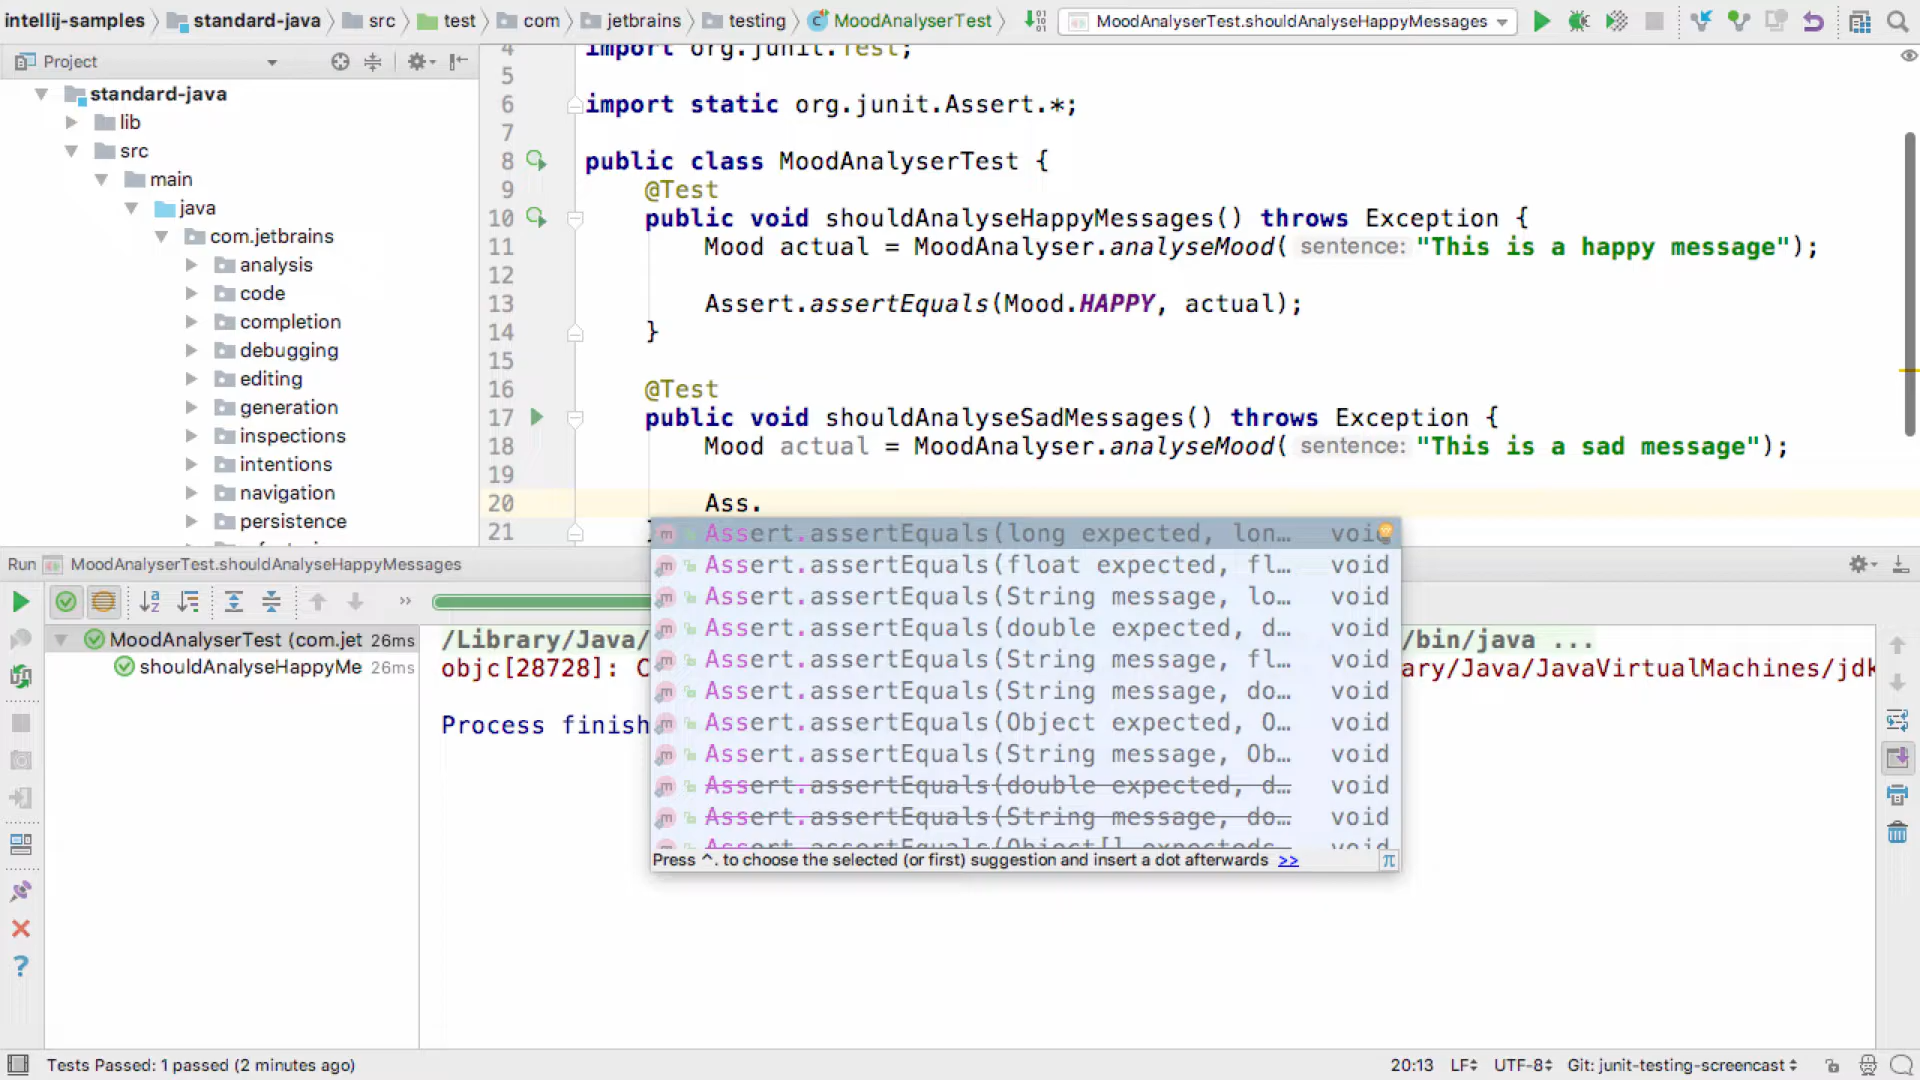 intellij-samples standard-java src test com jetbrains testing MoodAnalyserTest MoodAnalyserTest.shouldAnalyseHappyMessages
Project
standard-java
lib
src
main
java
com.jetbrains
analysis
code
completion
debugging
editing
generation
inspections
intentions
navigation
persistence
4 import org.junit.Test;
5
6 import static org.junit.Assert.*;
7
8 public class MoodAnalyserTest {
9 @Test
10 public void shouldAnalyseHappyMessages() throws Exception {
11 Mood actual = MoodAnalyser.analyseMood( sentence: "This is a happy message");
12
13 Assert.assertEquals(Mood.HAPPY, actual);
14 }
15
16 @Test
17 public void shouldAnalyseSadMessages() throws Exception {
18 Mood actual = MoodAnalyser.analyseMood( sentence: "This is a sad message");
19
20 Ass.
21
Assert.assertEquals(long expected, lon… void
Assert.assertEquals(float expected, fl… void
Assert.assertEquals(String message, lo… void
Assert.assertEquals(double expected, d… void
Assert.assertEquals(String message, fl… void
Assert.assertEquals(String message, do… void
Assert.assertEquals(Object expected, O… void
Assert.assertEquals(String message, Ob… void
Assert.assertEquals(double expected, d… void
Assert.assertEquals(String message, do… void
Assert.assertEquals(Object[] expecteds void
Press ^. to choose the selected (or first) suggestion and insert a dot afterwards >>
Run MoodAnalyserTest.shouldAnalyseHappyMessages
MoodAnalyserTest (com.jet 26ms
shouldAnalyseHappyMe 26ms
/Library/Java/ /bin/java ...
objc[28728]: C ary/Java/JavaVirtualMachines/jdk
Process finish
Tests Passed: 1 passed (2 minutes ago)
20:13 LF UTF-8 Git: junit-testing-screencast